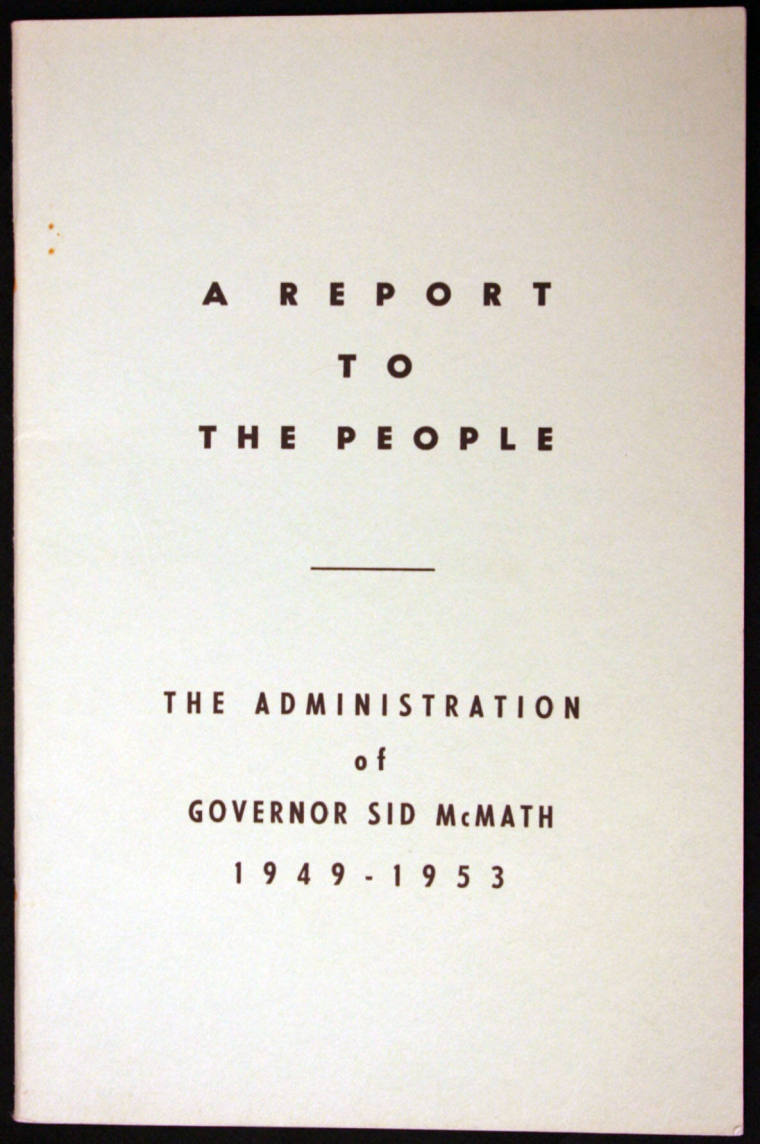 A REPORT
TO
THE PEOPLE
THE ADMINISTRATION
of
GOVERNOR SID McMATH
1949-1953